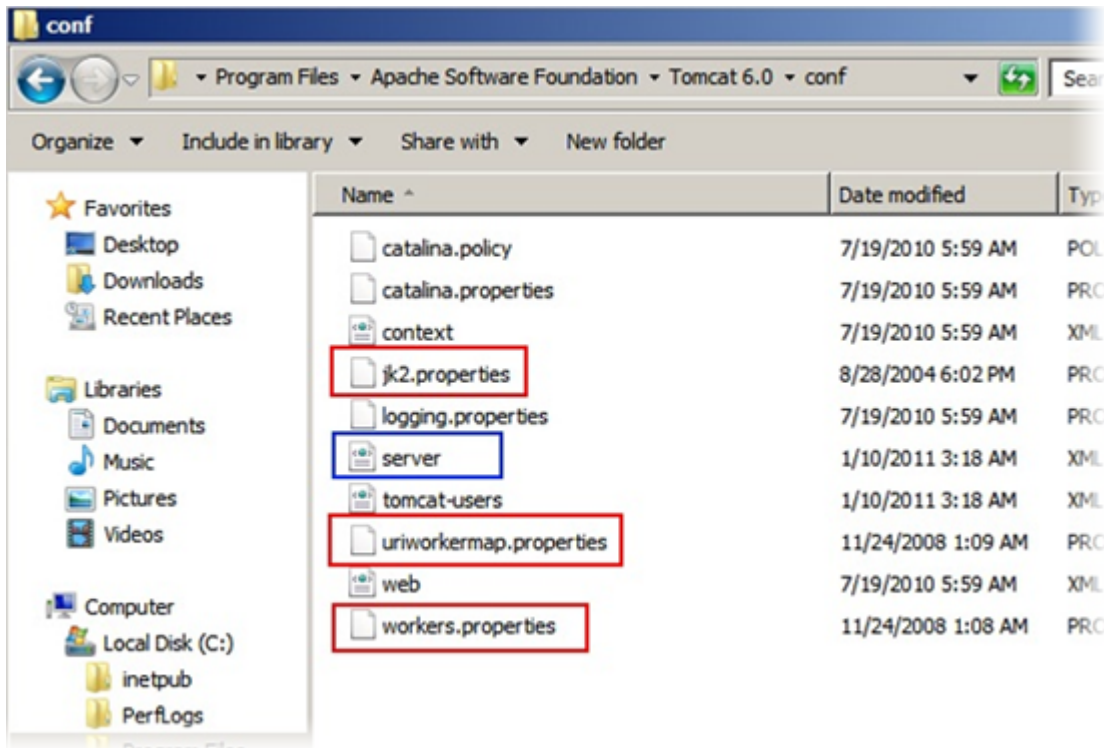 conf
Program Files Apache Software Foundation Tomcat 6.0 conf
Organize Include in library Share with New folder
Favorites
Desktop
Downloads
Recent Places
Libraries
Documents
Music
Pictures
Videos
Computer
Local Disk (C:)
inetpub
PerfLogs
Name Date modified
catalina.policy 7/19/2010 5:59 AM
catalina.properties 7/19/2010 5:59 AM
context 7/19/2010 5:59 AM
jk2.properties 8/28/2004 6:02 PM
logging.properties 7/19/2010 5:59 AM
server 1/10/2011 3:18 AM
tomcat-users 1/10/2011 3:18 AM
uriworkermap.properties 11/24/2008 1:09 AM
web 7/19/2010 5:59 AM
workers.properties 11/24/2008 1:08 AM